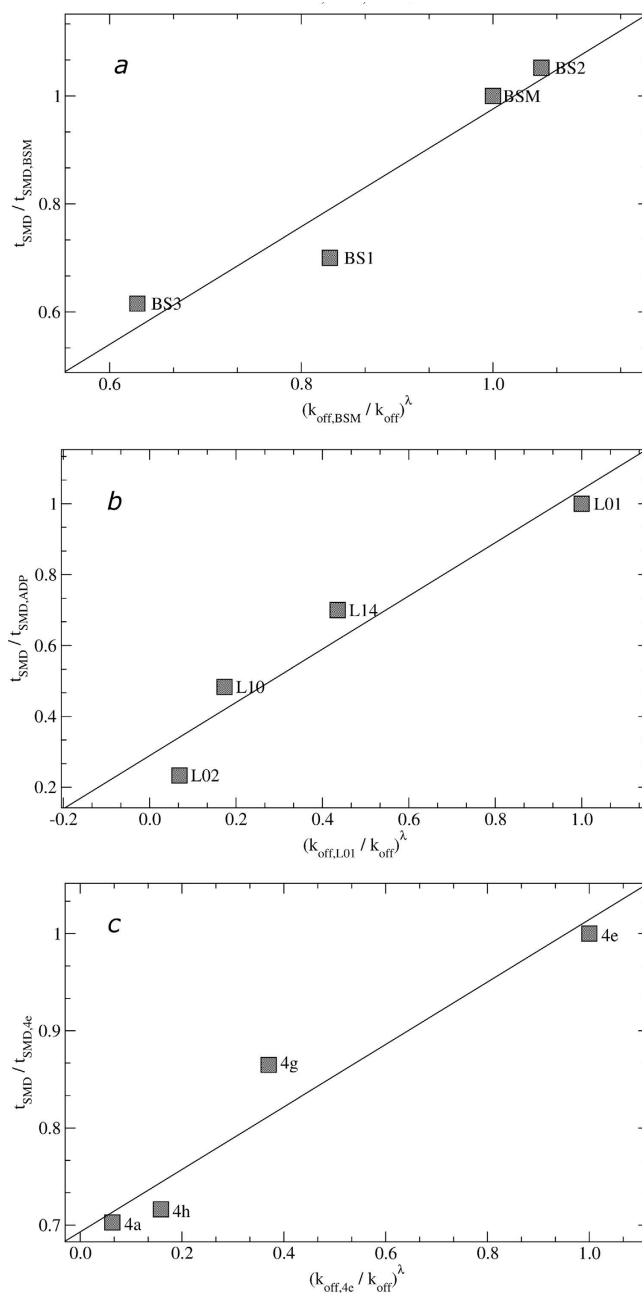 a
BS2
1
BSM
t_SMD / t_SMD,BSM
0.8
BS1
0.6
BS3
0.6
0.8
1.0
(k_off,BSM / k_off)^λ
b
1
L01
t_SMD / t_SMD,ADP
0.8
L14
0.6
L10
0.4
L02
0.2
-0.2
0.0
0.2
0.4
0.6
0.8
1.0
(k_off,L01 / k_off)^λ
c
1
4e
t_SMD / t_SMD,4e
0.9
4g
0.8
4h
0.7
4a
0.0
0.2
0.4
0.6
0.8
1.0
(k_off,4e / k_off)^λ